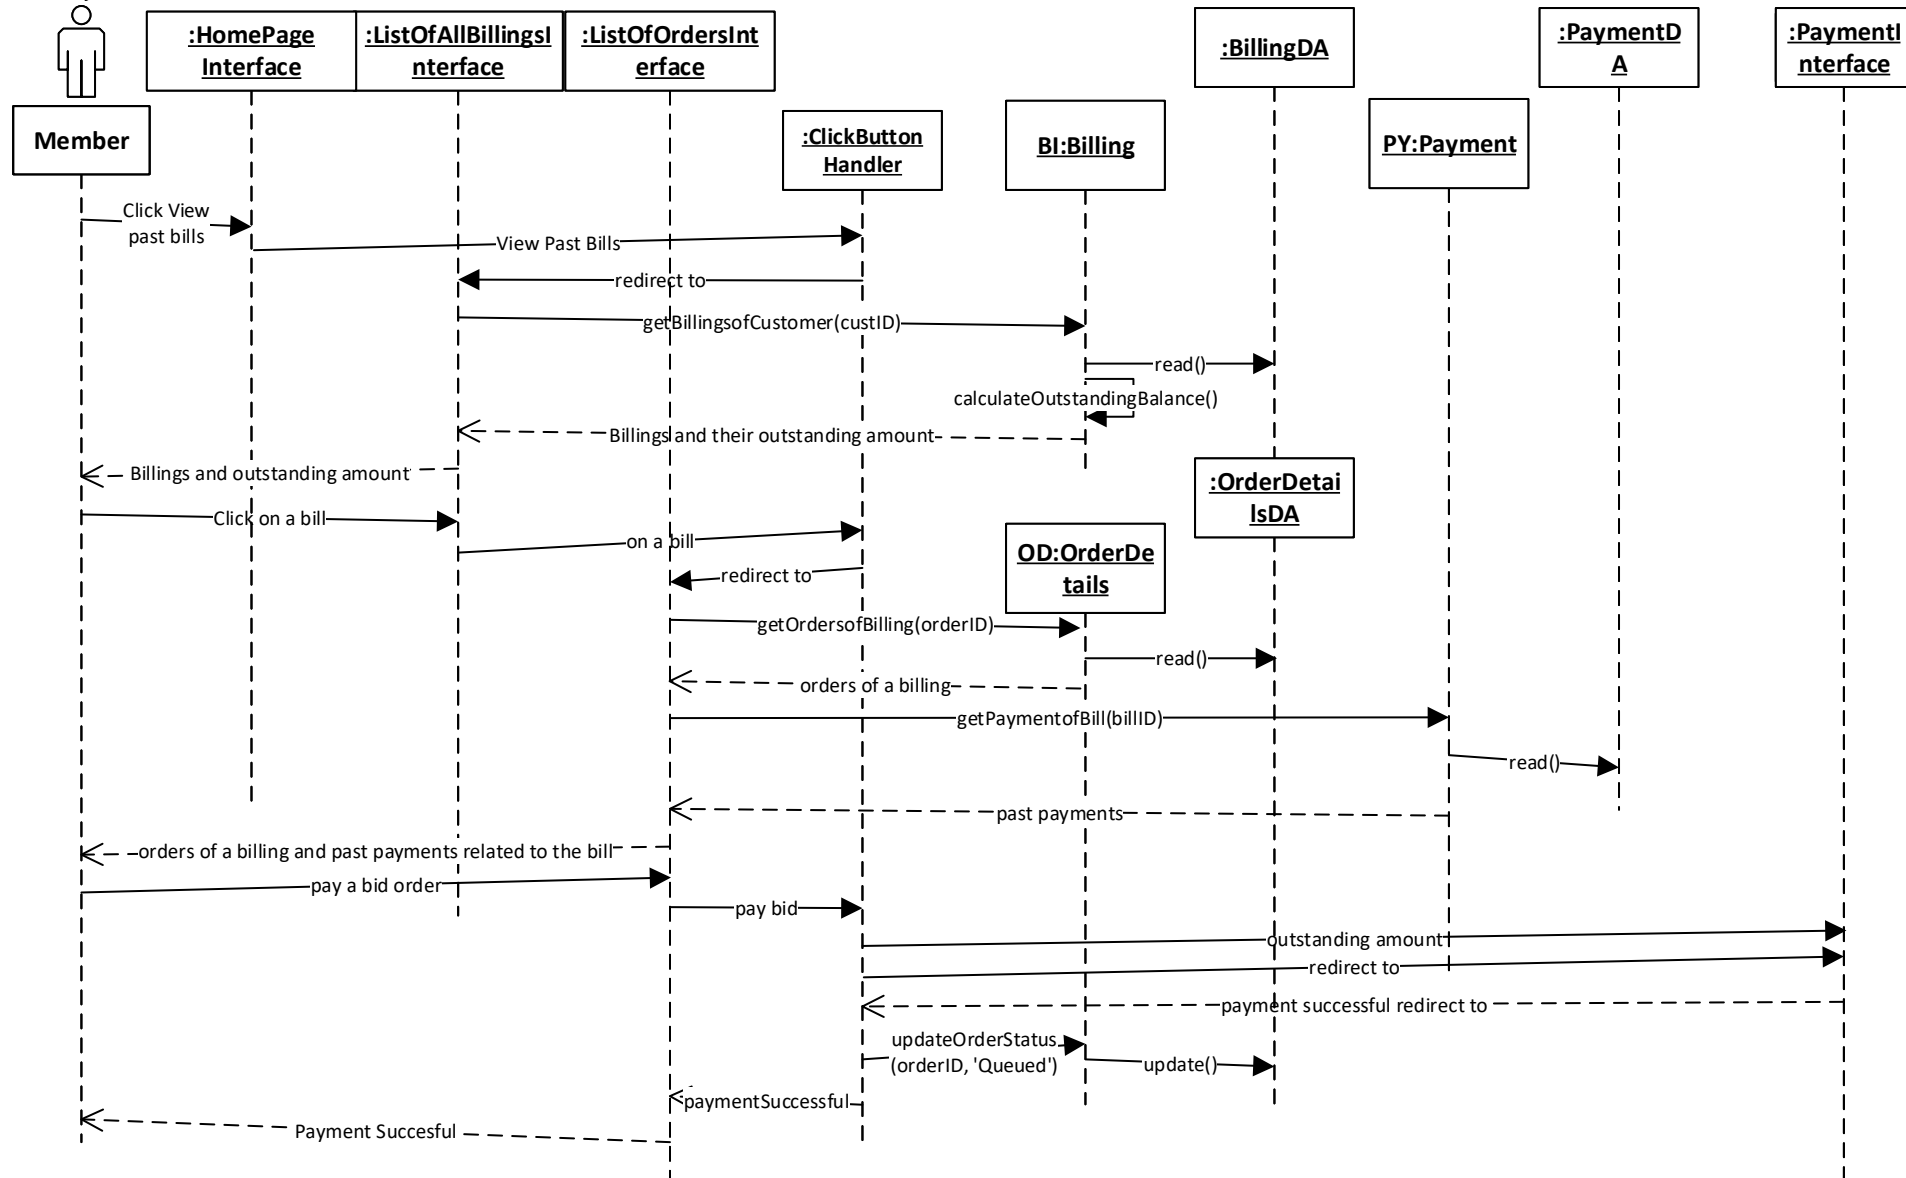 :HomePage
Interface
:ListOfAllBillingsI
nterface
:ListOfOrdersInt
erface
:BillingDA
:PaymentD
A
:PaymentI
nterface
Member
:ClickButton
Handler
BI:Billing
PY:Payment
Click View
past bills
View Past Bills
redirect to
getBillingsofCustomer(custID)
read()
calculateOutstandingBalance()
Billings and their outstanding amount
Billings and outstanding amount
:OrderDetai
lsDA
Click on a bill
on a bill
OD:OrderDe
tails
redirect to
getOrdersofBilling(orderID)
read()
orders of a billing
getPaymentofBill(billID)
read()
past payments
orders of a billing and past payments related to the bill
pay a bid order
pay bid
outstanding amount
redirect to
payment successful redirect to
updateOrderStatus
(orderID, 'Queued')
update()
paymentSuccessful
Payment Succesful